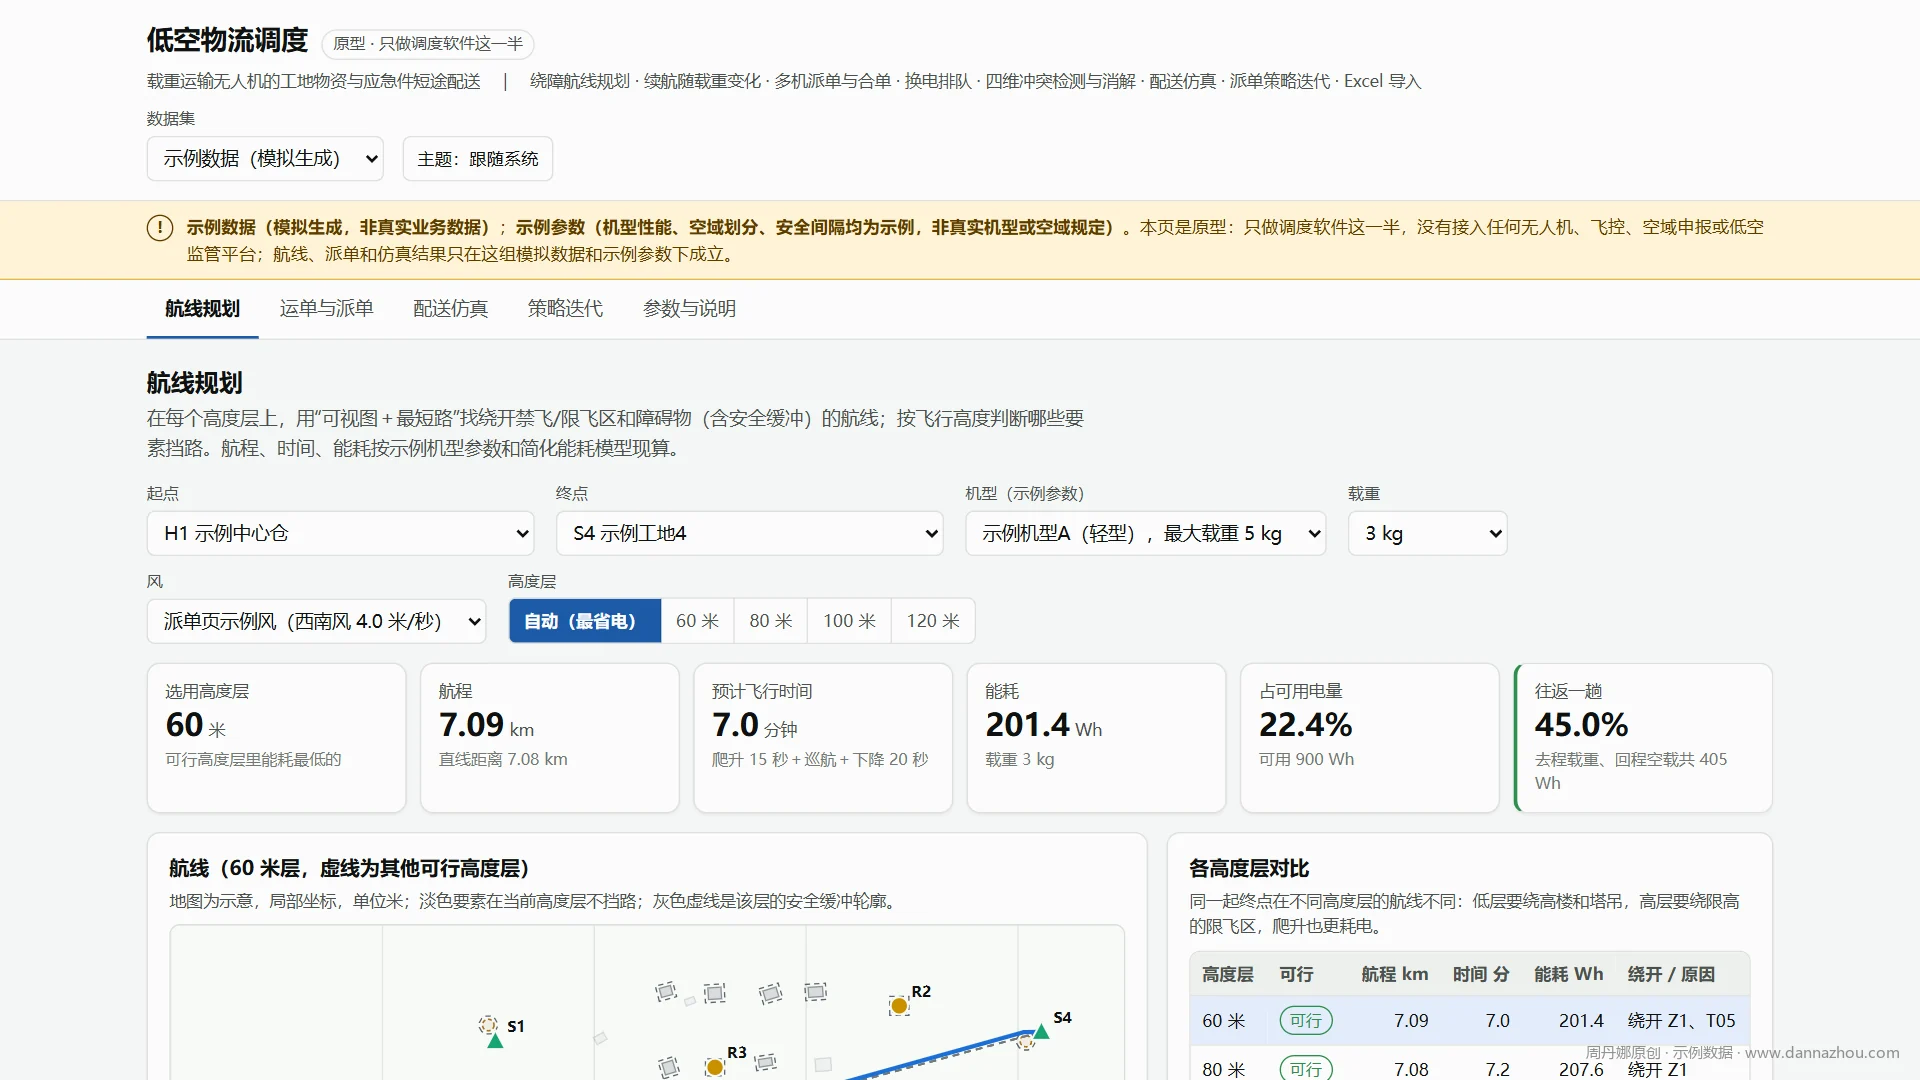 低空物流调度 原型 · 只做调度软件这一半
载重运输无人机的工地物资与应急件短途配送 | 绕障航线规划 · 续航随载重变化 · 多机派单与合单 · 换电排队 · 四维冲突检测与消解 · 配送仿真 · 派单策略迭代 · Excel 导入
数据集
示例数据（模拟生成） 主题：跟随系统
! 示例数据（模拟生成，非真实业务数据）；示例参数（机型性能、空域划分、安全间隔均为示例，非真实机型或空域规定）。本页是原型：只做调度软件这一半，没有接入任何无人机、飞控、空域申报或低空
监管平台；航线、派单和仿真结果只在这组模拟数据和示例参数下成立。
航线规划 运单与派单 配送仿真 策略迭代 参数与说明
航线规划
在每个高度层上，用“可视图 + 最短路”找绕开禁飞/限飞区和障碍物（含安全缓冲）的航线；按飞行高度判断哪些要
素挡路。航程、时间、能耗按示例机型参数和简化能耗模型现算。
起点 终点 机型（示例参数） 载重
H1 示例中心仓 S4 示例工地4 示例机型A（轻型），最大载重 5 kg 3 kg
风 高度层
派单页示例风（西南风 4.0 米/秒） 自动（最省电） 60 米 80 米 100 米 120 米
选用高度层 航程 预计飞行时间 能耗 占可用电量 往返一趟
60 米 7.09 km 7.0 分钟 201.4 Wh 22.4% 45.0%
可行高度层里能耗最低的 直线距离 7.08 km 爬升 15 秒 + 巡航 + 下降 20 秒 载重 3 kg 可用 900 Wh 去程载重、回程空载共 405
Wh
航线（60 米层，虚线为其他可行高度层）
地图为示意，局部坐标，单位米；淡色要素在当前高度层不挡路；灰色虚线是该层的安全缓冲轮廓。
R2
S4
S1
R3
各高度层对比
同一起终点在不同高度层的航线不同：低层要绕高楼和塔吊，高层要绕限高
的限飞区，爬升也更耗电。
高度层 可行 航程 km 时间 分 能耗 Wh 绕开 / 原因
60 米 可行 7.09 7.0 201.4 绕开 Z1、T05
80 米 可行 7.08 7.2 207.6 绕开 Z1
周丹娜原创 · 示例数据 · www.dannazhou.com